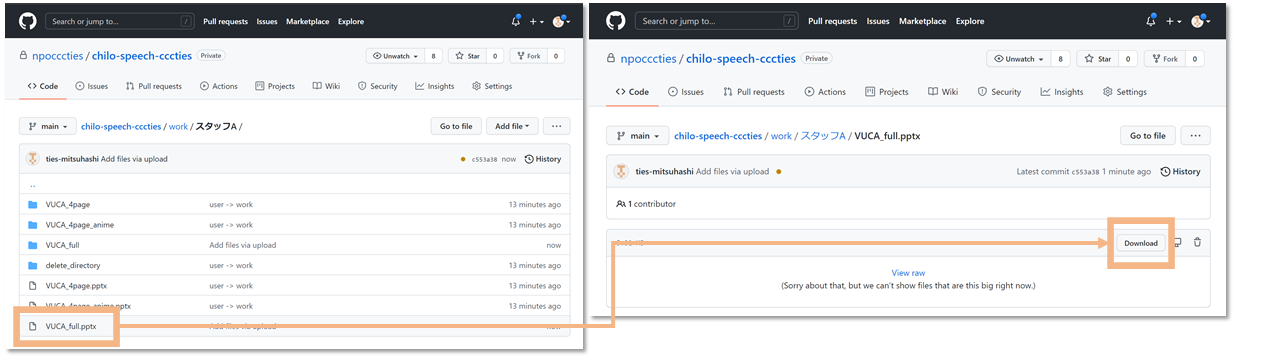 Search or jump to... /
Pull requests Issues Marketplace Explore
npocccties / chilo-speech-cccties Private
Unwatch 8 Star 0 Fork 0
Code Issues Pull requests Actions Projects Wiki Security Insights Settings
main chilo-speech-cccties / work / スタッフA /
Go to file Add file ...
ties-mitsuhashi Add files via upload c553a38 now History
..
VUCA_4page user -> work 13 minutes ago
VUCA_4page_anime user -> work 13 minutes ago
VUCA_full Add files via upload now
delete_directory user -> work 13 minutes ago
VUCA_4page.pptx user -> work 13 minutes ago
VUCA_4page_anime.pptx user -> work 13 minutes ago
VUCA_full.pptx Add files via upload now
Search or jump to... /
Pull requests Issues Marketplace Explore
npocccties / chilo-speech-cccties Private
Unwatch 8 Star 0 Fork 0
Code Issues Pull requests Actions Projects Wiki Security Insights Settings
main chilo-speech-cccties / work / スタッフA / VUCA_full.pptx
Go to file ...
ties-mitsuhashi Add files via upload Latest commit c553a38 1 minute ago History
1 contributor
Download
View raw
(Sorry about that, but we can't show files that are this big right now.)